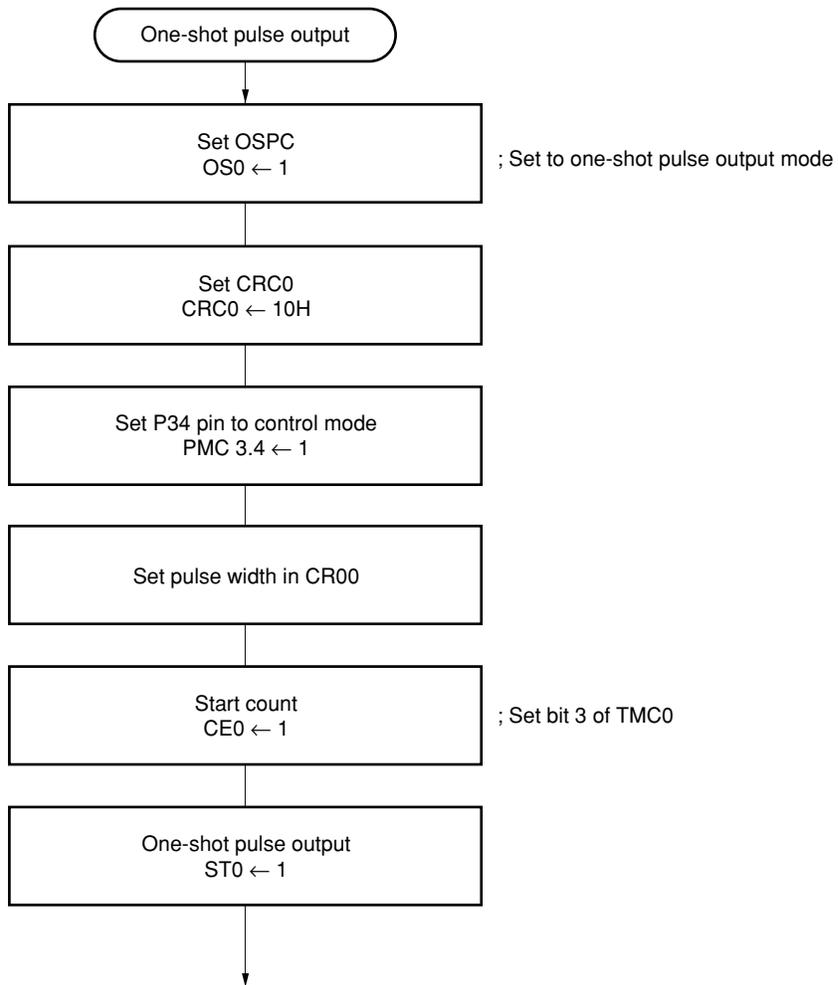 One-shot pulse output
Set OSPC
OS0 ← 1
; Set to one-shot pulse output mode
Set CRC0
CRC0 ← 10H
Set P34 pin to control mode
PMC 3.4 ← 1
Set pulse width in CR00
Start count
CE0 ← 1
; Set bit 3 of TMC0
One-shot pulse output
ST0 ← 1